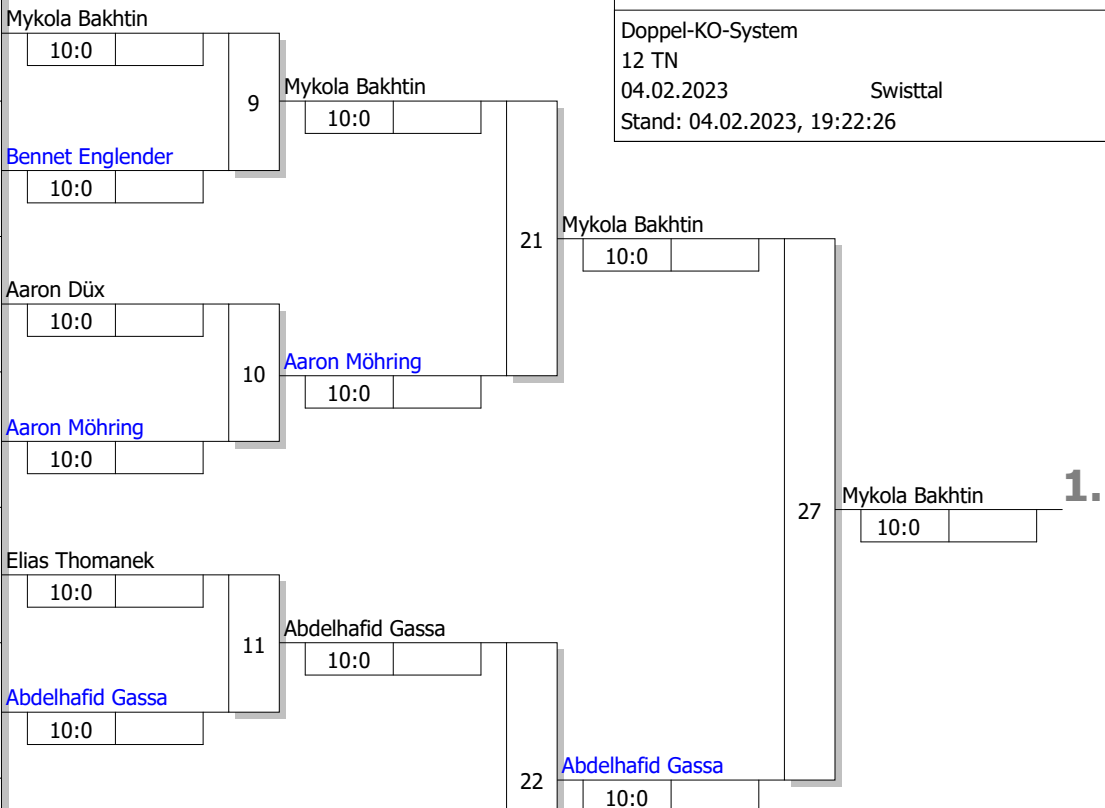 Mykola Bakhtin
10:0
Doppel-KO-System
12 TN
04.02.2023 Swisttal
Stand: 04.02.2023, 19:22:26
9
Mykola Bakhtin
10:0
Bennet Englender
10:0
21
Mykola Bakhtin
10:0
Aaron Düx
10:0
10
Aaron Möhring
10:0
Aaron Möhring
10:0
27
Mykola Bakhtin
1.
10:0
Elias Thomanek
10:0
11
Abdelhafid Gassa
10:0
Abdelhafid Gassa
10:0
22
Abdelhafid Gassa
10:0